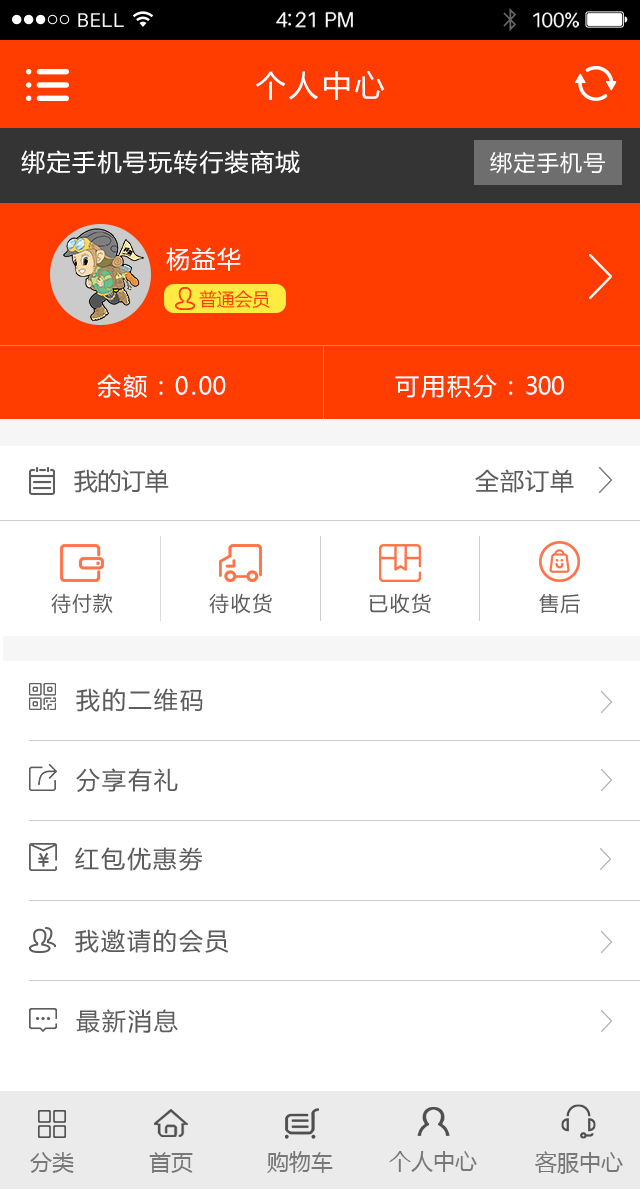 BELL 4:21 PM 100%
个人中心
绑定手机号玩转行装商城 绑定手机号
杨益华
普通会员
余额：0.00 可用积分：300
我的订单 全部订单
待付款 待收货 已收货 售后
我的二维码
分享有礼
红包优惠劵
我邀请的会员
最新消息
分类 首页 购物车 个人中心 客服中心